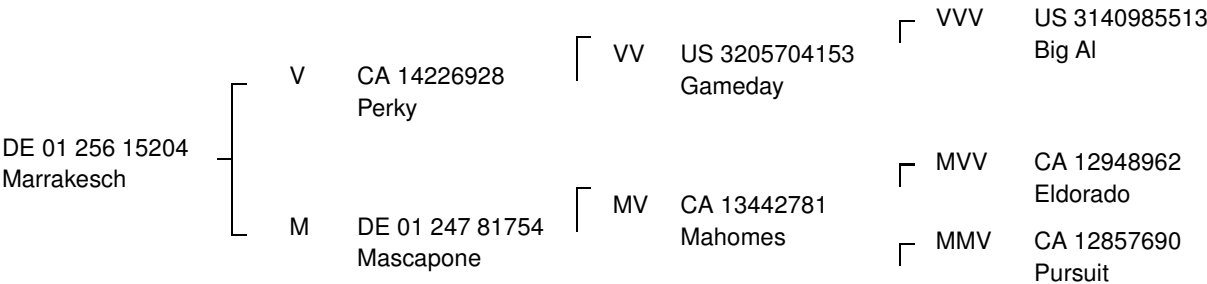 DE 01 256 15204
Marrakesch
V CA 14226928
Perky
M DE 01 247 81754
Mascapone
VV US 3205704153
Gameday
MV CA 13442781
Mahomes
VVV US 3140985513
Big Al
MVV CA 12948962
Eldorado
MMV CA 12857690
Pursuit